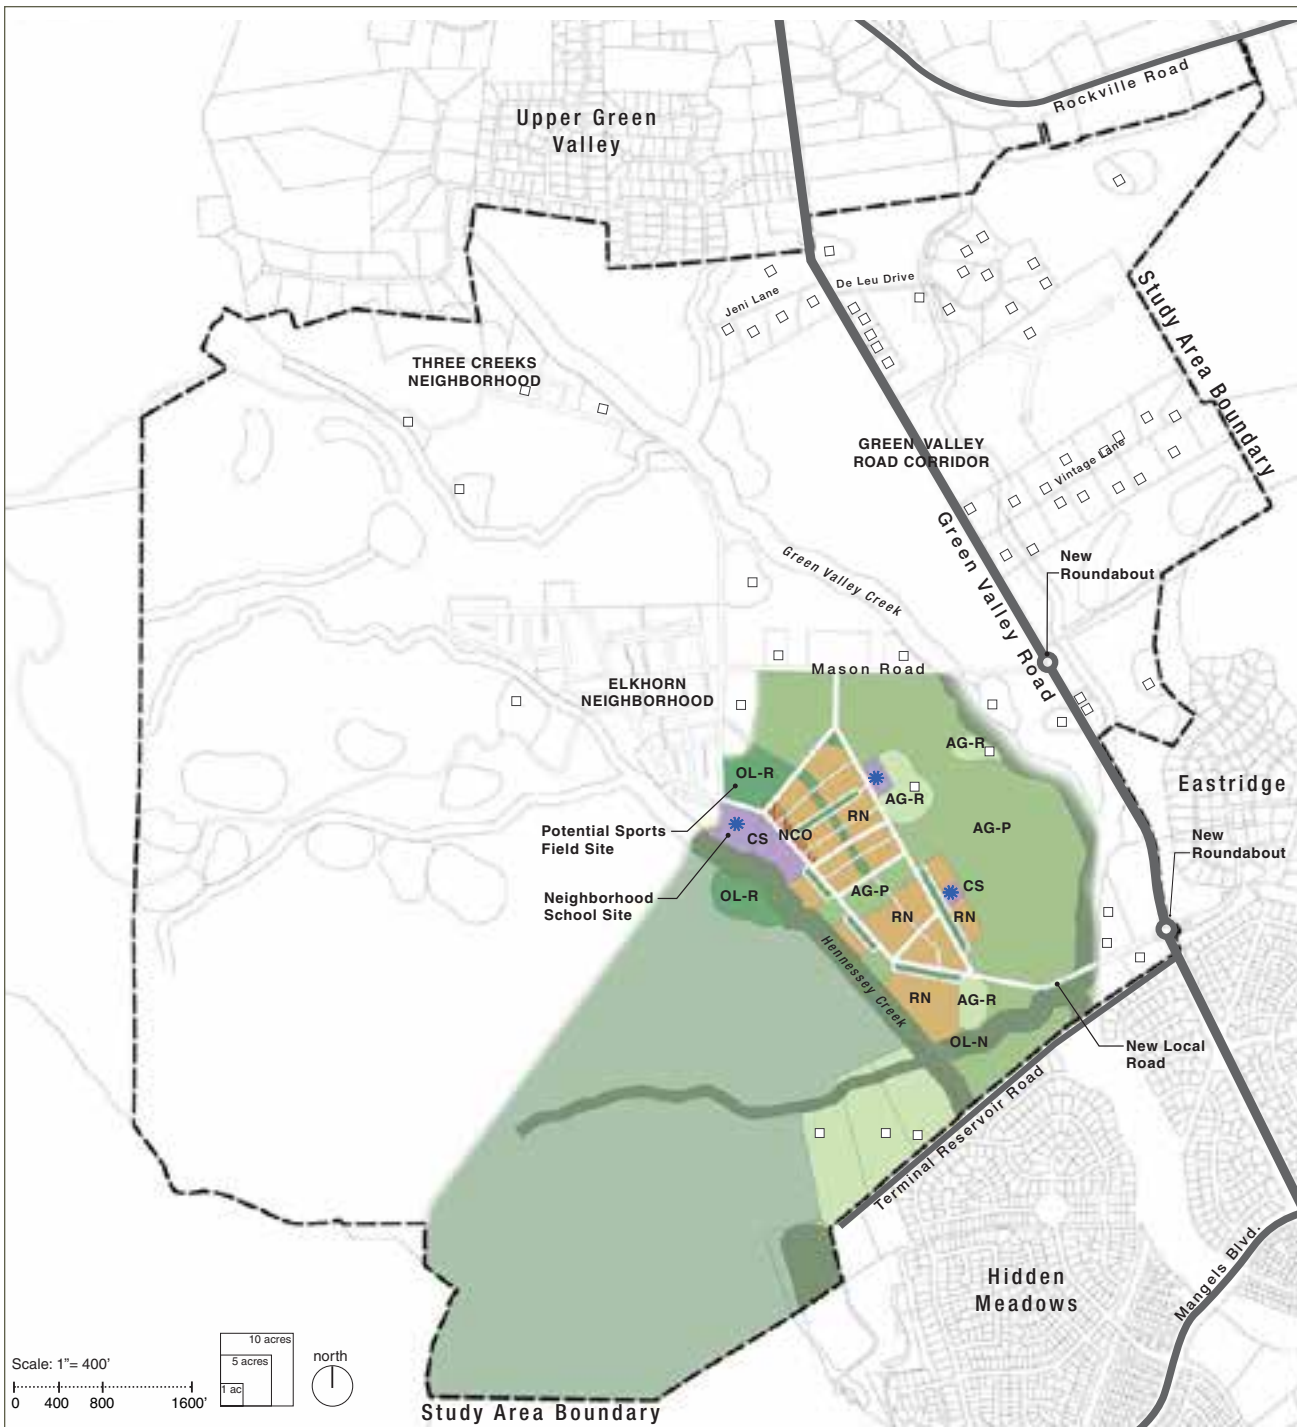 Rockville Road
Upper Green
Valley
Study Area Boundary
De Leu Drive
Jeni Lane
THREE CREEKS
NEIGHBORHOOD
GREEN VALLEY
ROAD CORRIDOR
Vintage Lane
Green Valley Road
New
Roundabout
Green Valley Creek
Mason Road
ELKHORN
NEIGHBORHOOD
AG-R
OL-R
Eastridge
AG-R
RN
AG-P
Potential Sports
Field Site
NCO
CS
New
Roundabout
Neighborhood
School Site
OL-R
AG-P
CS
RN
RN
Hennessey Creek
RN
AG-R
OL-N
New Local
Road
Terminal Reservoir Road
Hidden
Meadows
Mangels Blvd.
Scale: 1"= 400'
0 400 800 1600'
10 acres
5 acres
1 ac
north
Study Area Boundary